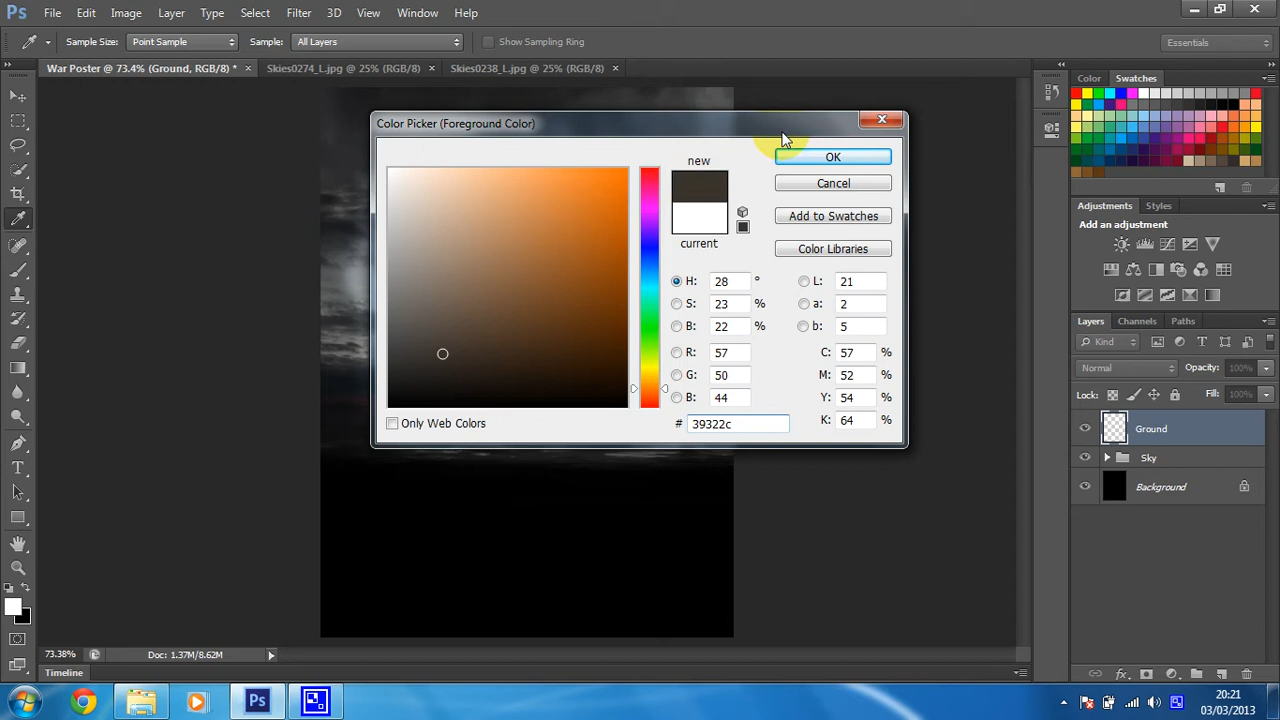 Ps File Edit Image Layer Type Select Filter 3D View Window Help
Sample Size: Point Sample Sample: All Layers Show Sampling Ring Essentials
War Poster @ 73.4% (Ground, RGB/8) * Skies0274_L.jpg @ 25% (RGB/8) Skies0238_L.jpg @ 25% (RGB/8)
Color Swatches
Color Picker (Foreground Color)
new
current
OK
Cancel
Add to Swatches
Color Libraries
H: 28 °
S: 23 %
B: 22 %
R: 57
G: 50
B: 44
# 39322c
L: 21
a: 2
b: 5
C: 57 %
M: 52 %
Y: 54 %
K: 64 %
Only Web Colors
Adjustments Styles
Add an adjustment
Layers Channels Paths
Kind
Normal Opacity: 100%
Lock: Fill: 100%
Ground
Sky
Background
73.38% Doc: 1.37M/8.62M
Timeline
Ps
20:21
03/03/2013